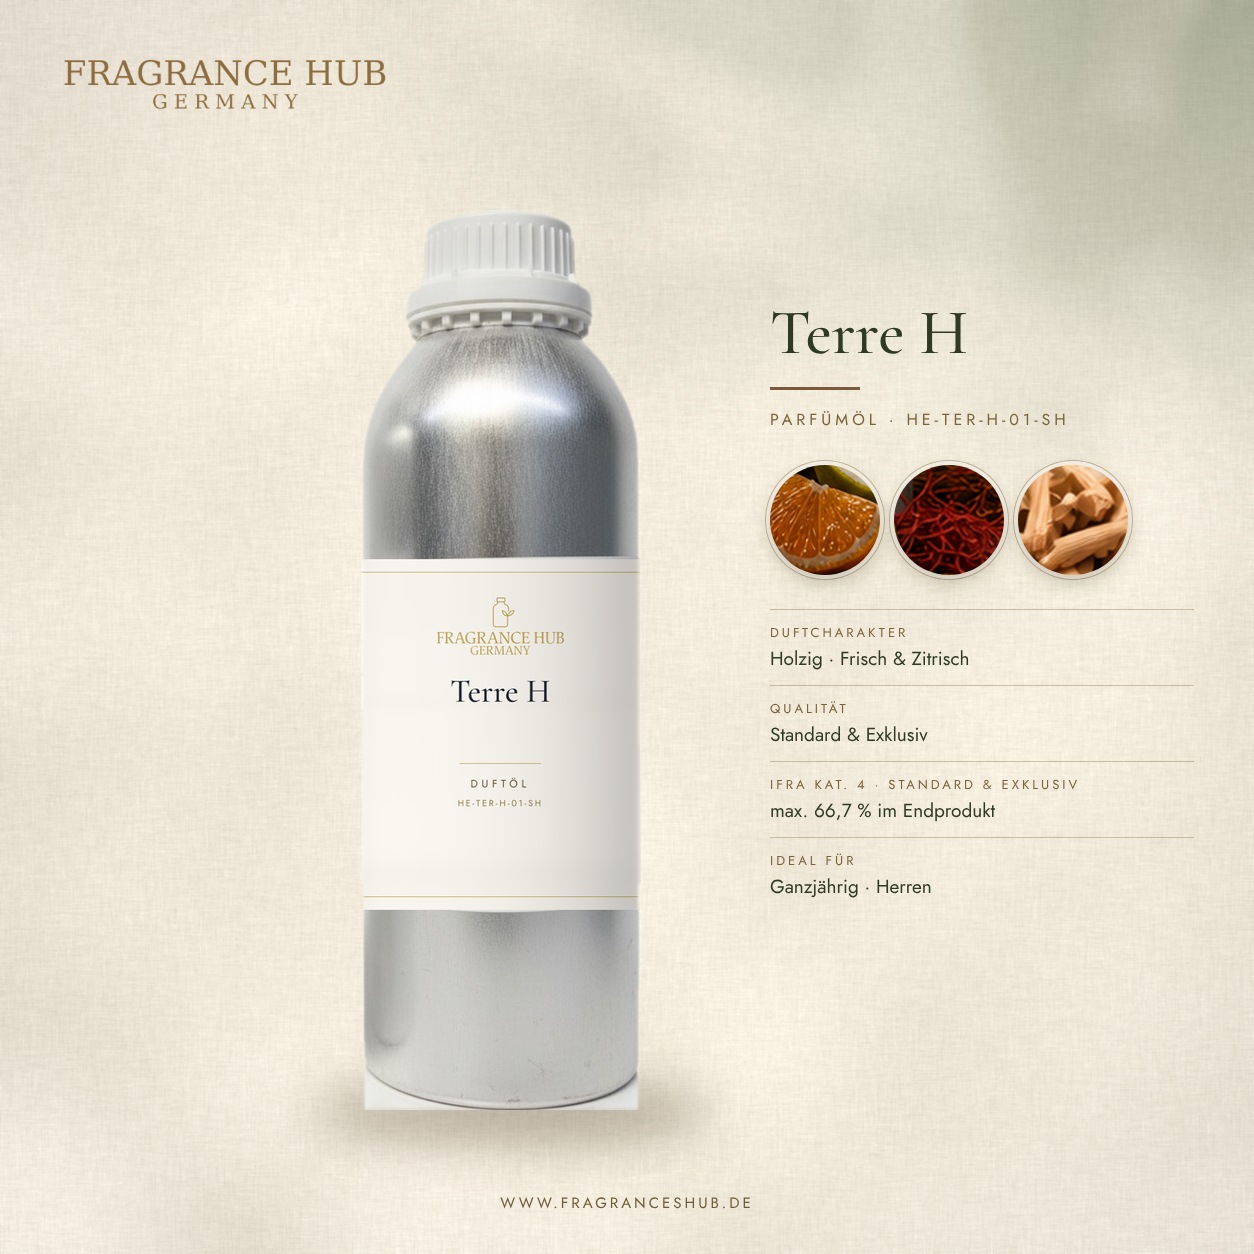 FRAGRANCE HUB
GERMANY
Terre H
PARFÜMÖL · HE-TER-H-01-SH
DUFTCHARAKTER
Holzig · Frisch & Zitrisch
QUALITÄT
Standard & Exklusiv
IFRA KAT. 4 · STANDARD & EXKLUSIV
max. 66,7 % im Endprodukt
IDEAL FÜR
Ganzjährig · Herren
FRAGRANCE HUB
GERMANY
Terre H
DUFTÖL
HE-TER-H-01-SH
WWW.FRAGRANCESHUB.DE